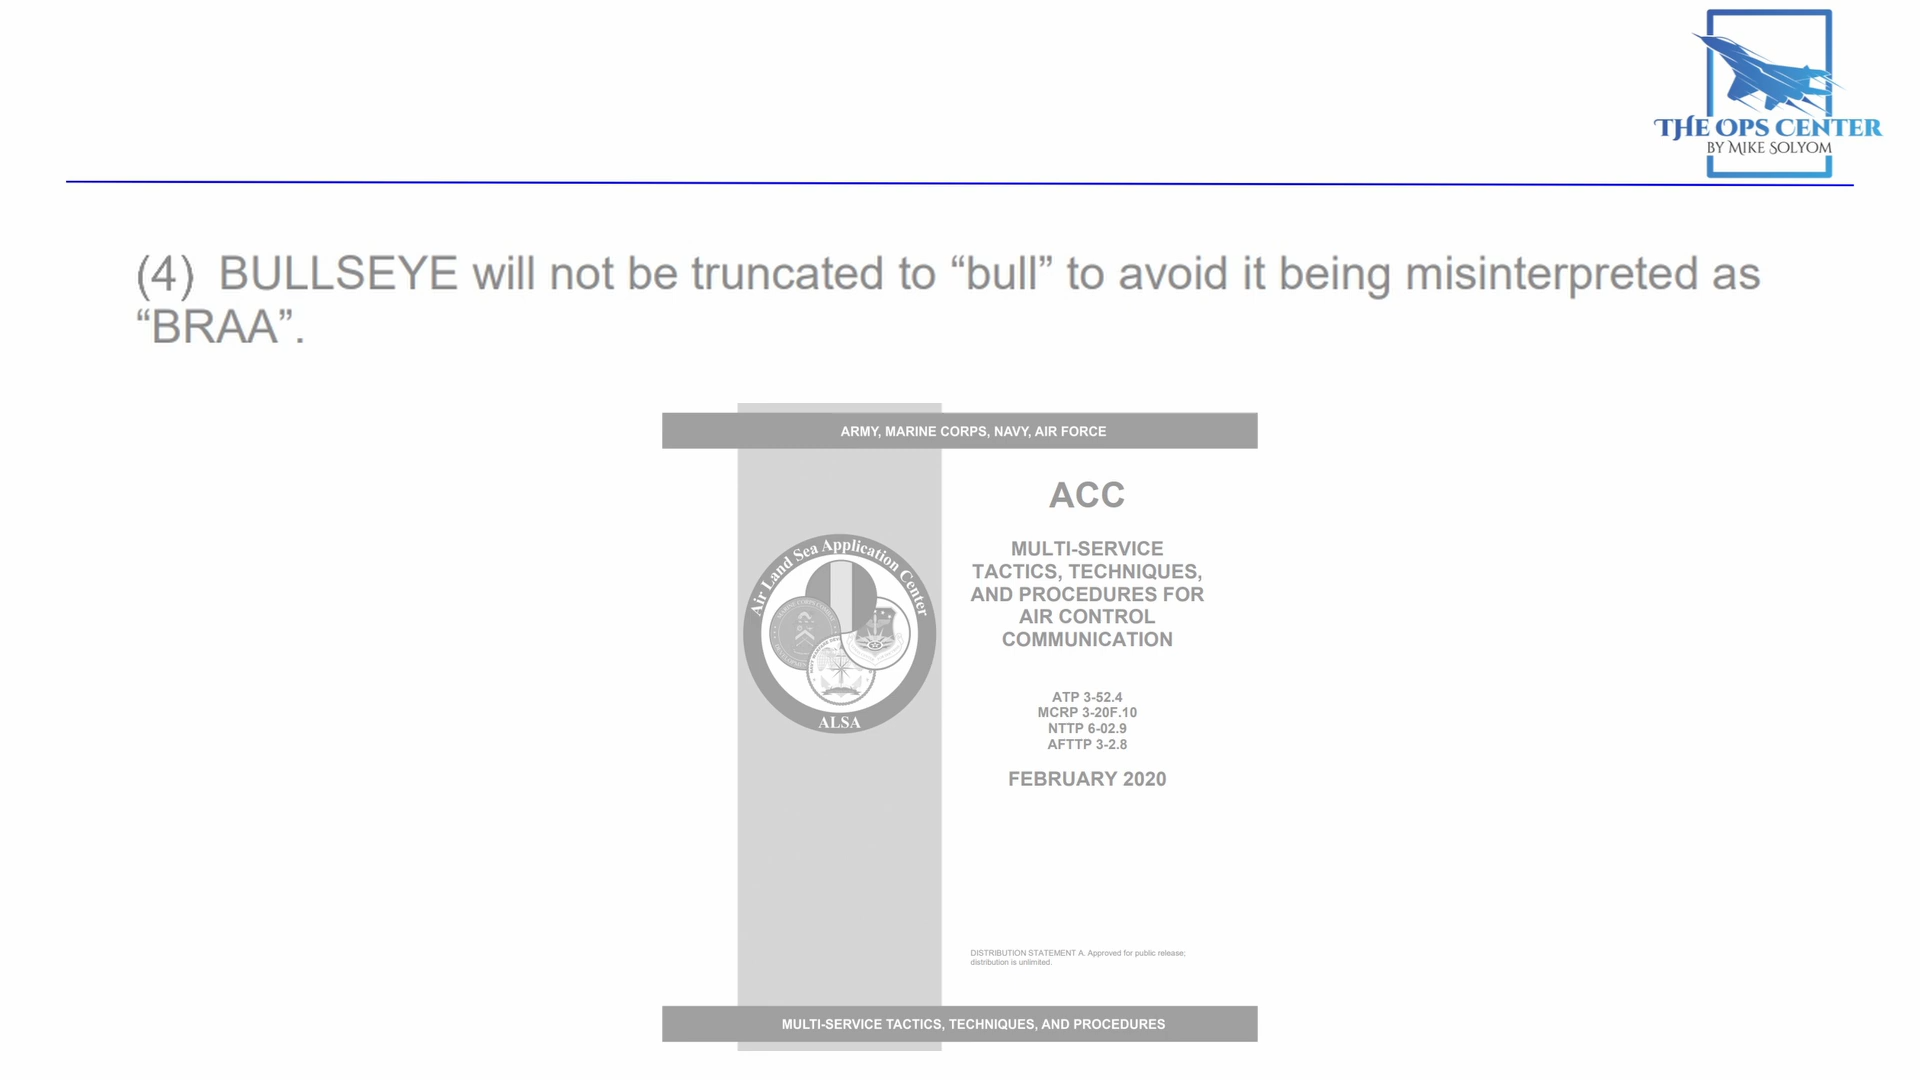 THE OPS CENTER
BY MIKE SOLYOM
(4) BULLSEYE will not be truncated to “bull” to avoid it being misinterpreted as
“BRAA”.
ARMY, MARINE CORPS, NAVY, AIR FORCE
ACC
Air Land Sea Application Center
ALSA
MULTI-SERVICE
TACTICS, TECHNIQUES,
AND PROCEDURES FOR
AIR CONTROL
COMMUNICATION
ATP 3-52.4
MCRP 3-20F.10
NTTP 6-02.9
AFTTP 3-2.8
FEBRUARY 2020
DISTRIBUTION STATEMENT A. Approved for public release;
distribution is unlimited.
MULTI-SERVICE TACTICS, TECHNIQUES, AND PROCEDURES